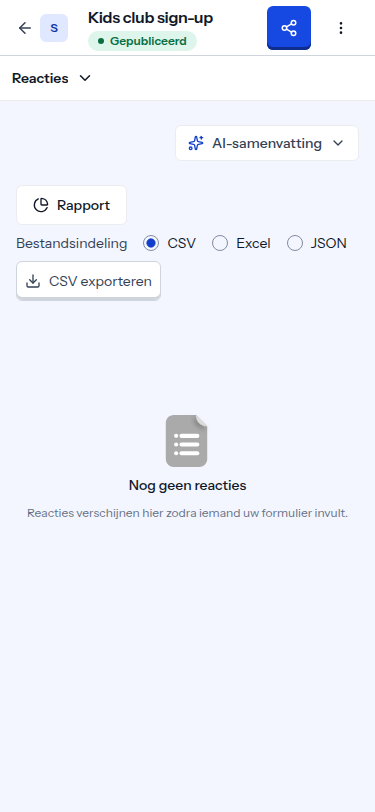 S
Kids club sign-up
Gepubliceerd
Reacties
AI-samenvatting
Rapport
Bestandsindeling CSV Excel JSON
CSV exporteren
Nog geen reacties
Reacties verschijnen hier zodra iemand uw formulier invult.